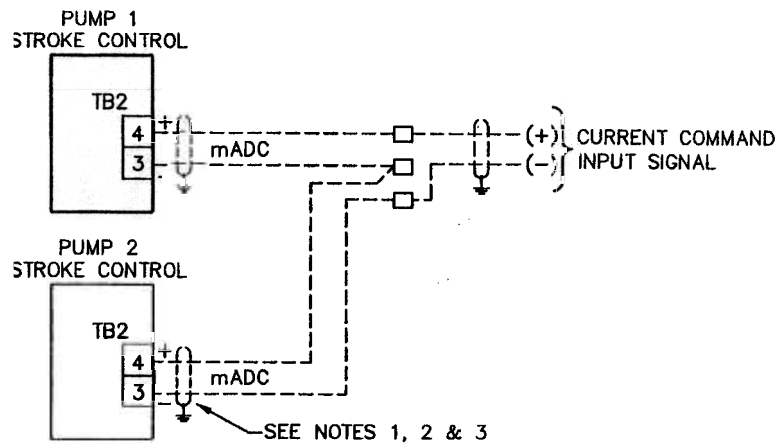 PUMP 1
STROKE CONTROL
TB2
4 +
3 -
mADC
(+)
(-)
CURRENT COMMAND
INPUT SIGNAL
PUMP 2
STROKE CONTROL
TB2
4 +
3 -
mADC
SEE NOTES 1, 2 & 3